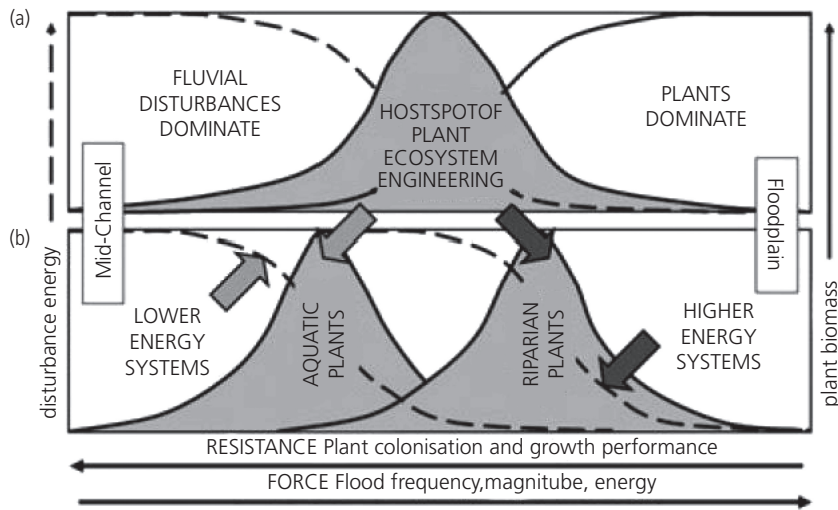 (a)
FLUVIAL
DISTURBANCES
DOMINATE
HOSTSPOTOF
PLANT
ECOSYSTEM
ENGINEERING
PLANTS
DOMINATE
Mid-Channel
Floodplain
(b)
disturbance energy
LOWER
ENERGY
SYSTEMS
AQUATIC
PLANTS
RIPARIAN
PLANTS
HIGHER
ENERGY
SYSTEMS
plant biomass
RESISTANCE Plant colonisation and growth performance
FORCE Flood frequency,magnitube, energy